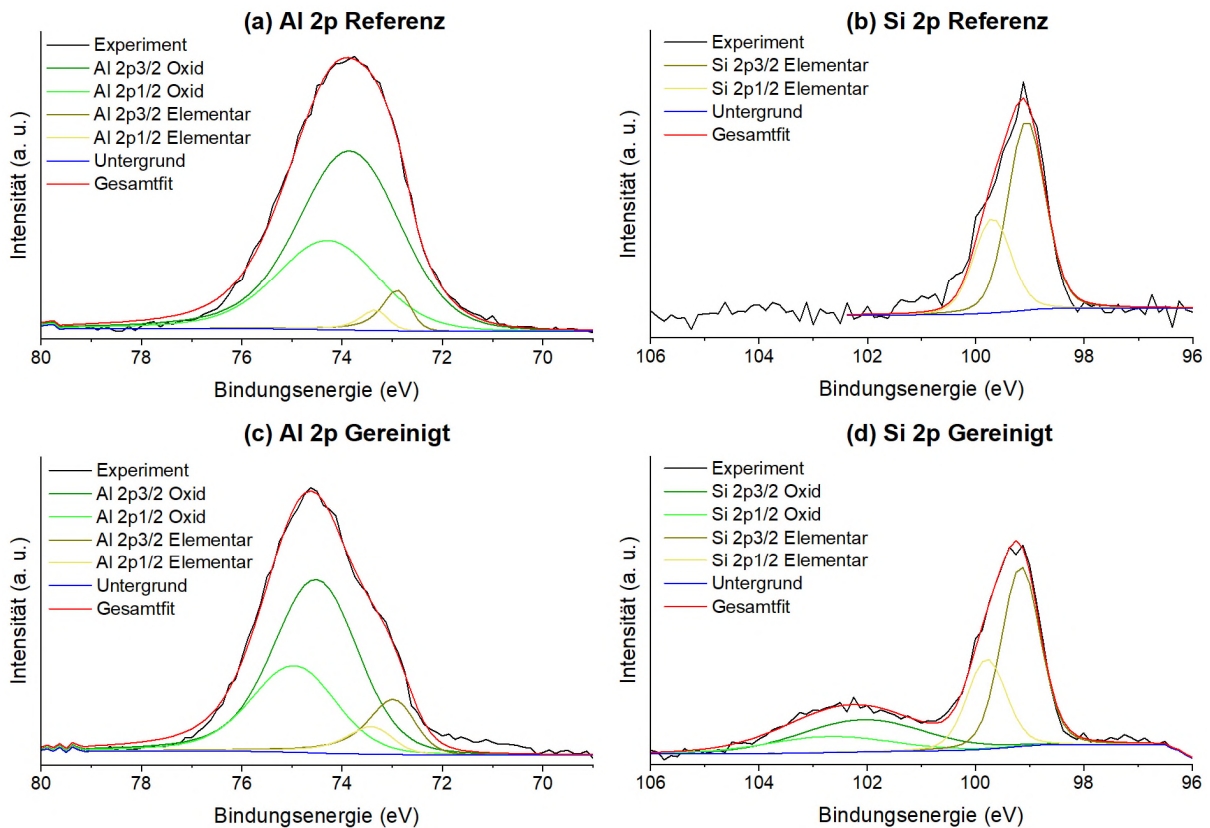 (a) Al 2p Referenz
Experiment
Al 2p3/2 Oxid
Al 2p1/2 Oxid
Al 2p3/2 Elementar
Al 2p1/2 Elementar
Untergrund
Gesamtfit
Intensität (a. u.)
80 78 76 74 72 70
Bindungsenergie (eV)
(b) Si 2p Referenz
Experiment
Si 2p3/2 Elementar
Si 2p1/2 Elementar
Untergrund
Gesamtfit
Intensität (a. u.)
106 104 102 100 98 96
Bindungsenergie (eV)
(c) Al 2p Gereinigt
Experiment
Al 2p3/2 Oxid
Al 2p1/2 Oxid
Al 2p3/2 Elementar
Al 2p1/2 Elementar
Untergrund
Gesamtfit
Intensität (a. u.)
80 78 76 74 72 70
Bindungsenergie (eV)
(d) Si 2p Gereinigt
Experiment
Si 2p3/2 Oxid
Si 2p1/2 Oxid
Si 2p3/2 Elementar
Si 2p1/2 Elementar
Untergrund
Gesamtfit
Intensität (a. u.)
106 104 102 100 98 96
Bindungsenergie (eV)